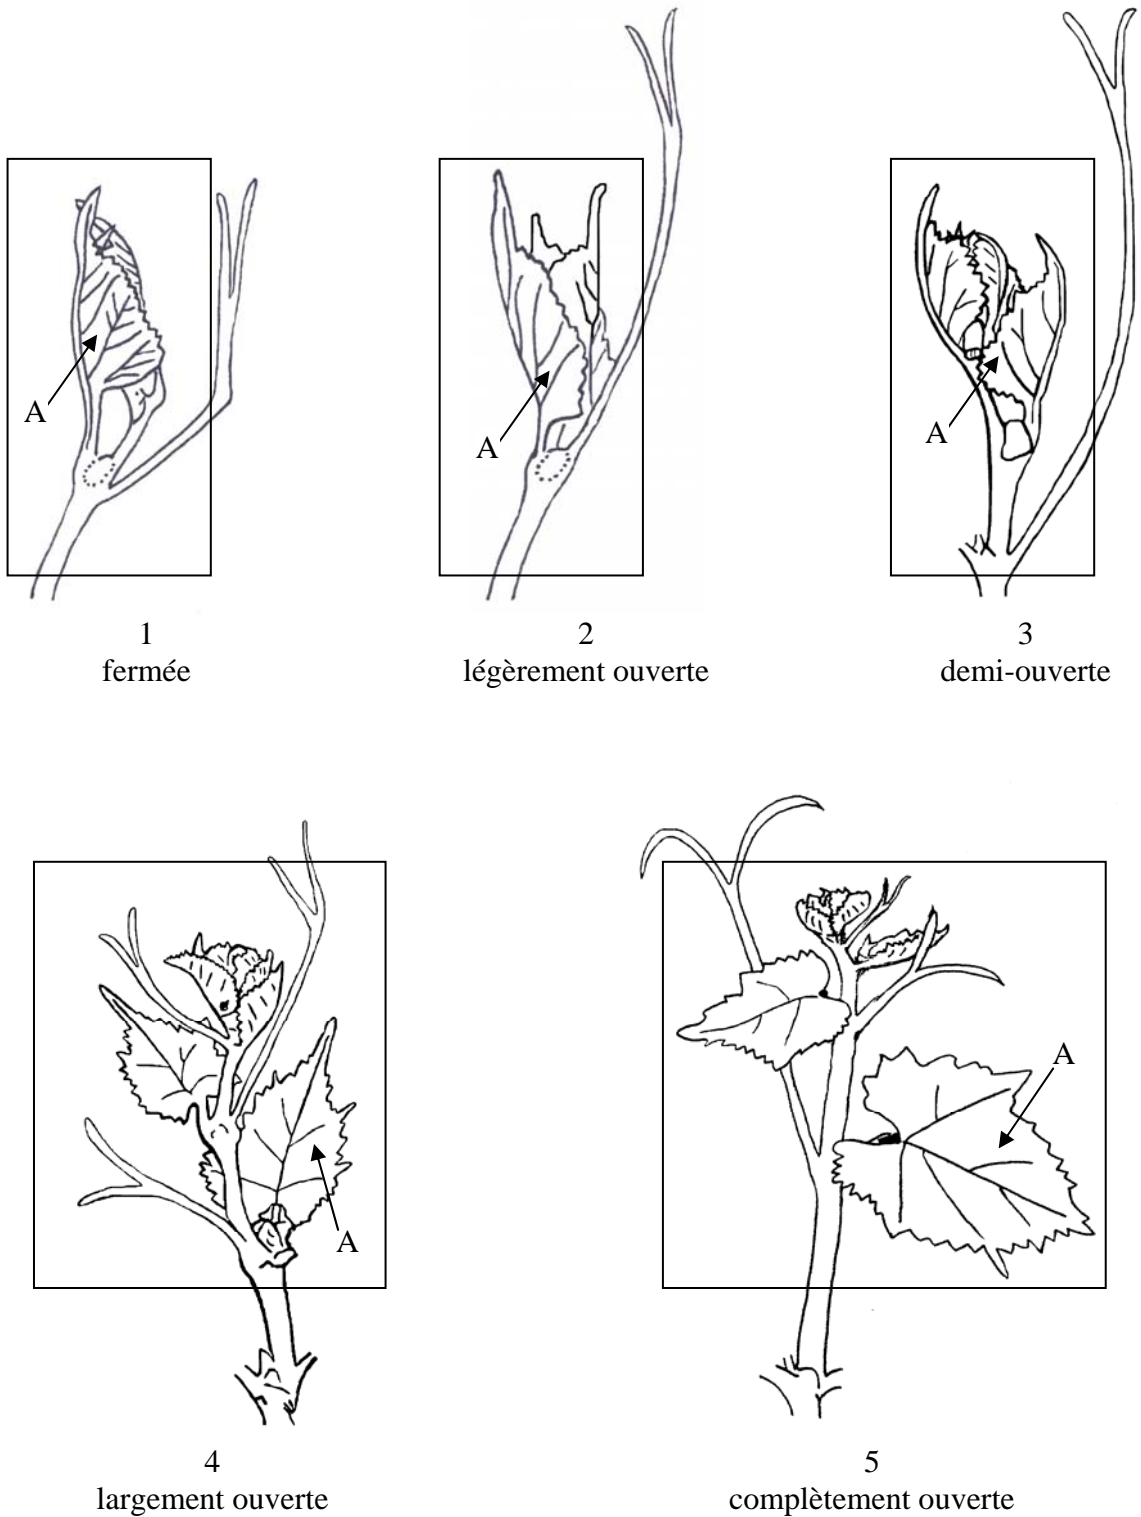 A
A
A
1
fermée
2
légèrement ouverte
3
demi-ouverte
A
A
4
largement ouverte
5
complètement ouverte